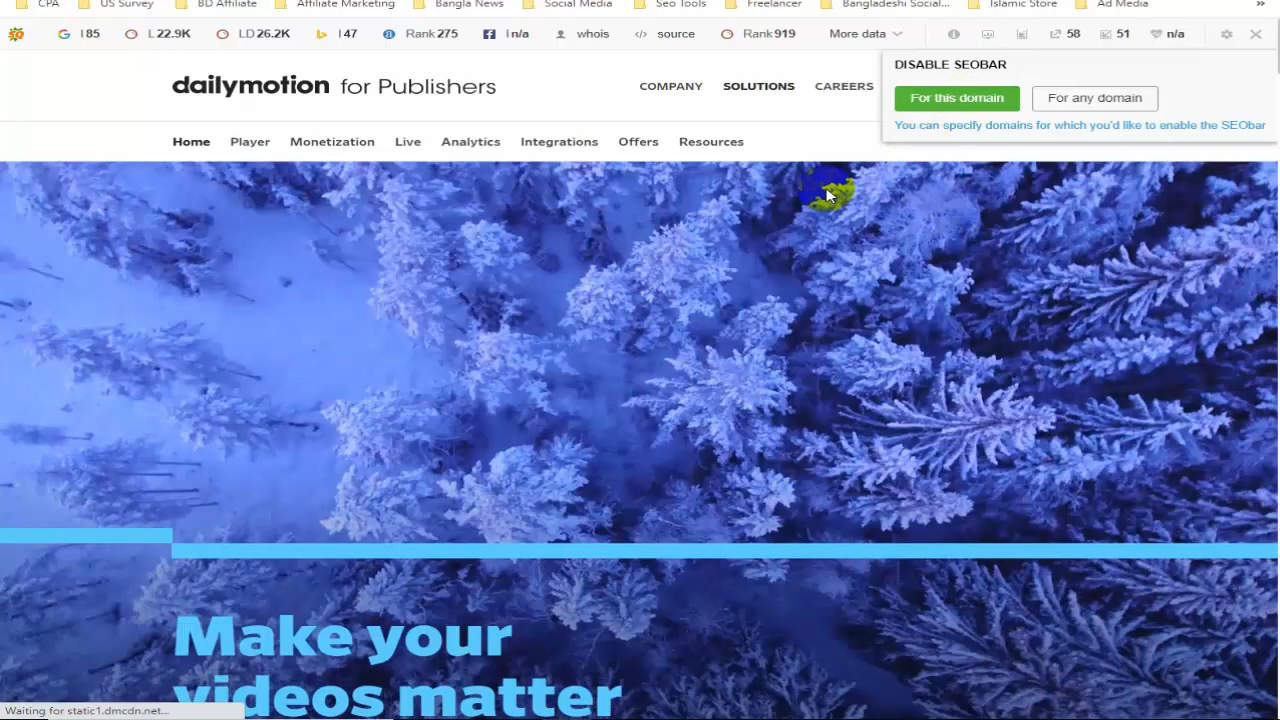 CPA US Survey BD Affiliate Affiliate Marketing Bangla News Social Media Seo Tools Freelancer Bangladeshi Social... Islamic Store Ad Media »
I 85 L 22.9K LD 26.2K I 47 Rank 275 I n/a whois source Rank 919 More data 58 51 n/a
DISABLE SEOBAR
For this domain For any domain
You can specify domains for which you'd like to enable the SEObar
dailymotion for Publishers
COMPANY SOLUTIONS CAREERS
Home Player Monetization Live Analytics Integrations Offers Resources
Make your
videos matter
Waiting for static1.dmcdn.net...